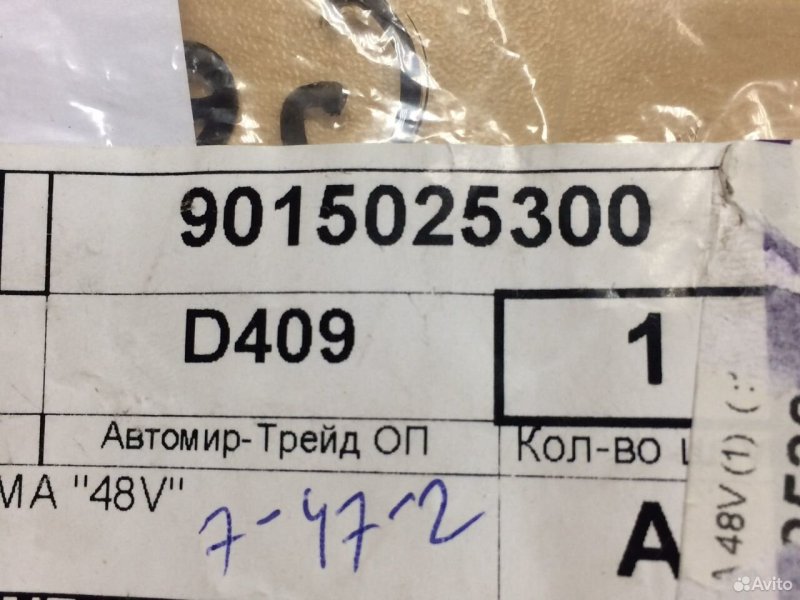 9015025300
D409
1
Автомир-Трейд ОП
Кол-во
МА "48V"
7-47-2
А
48V (1) (
Avito